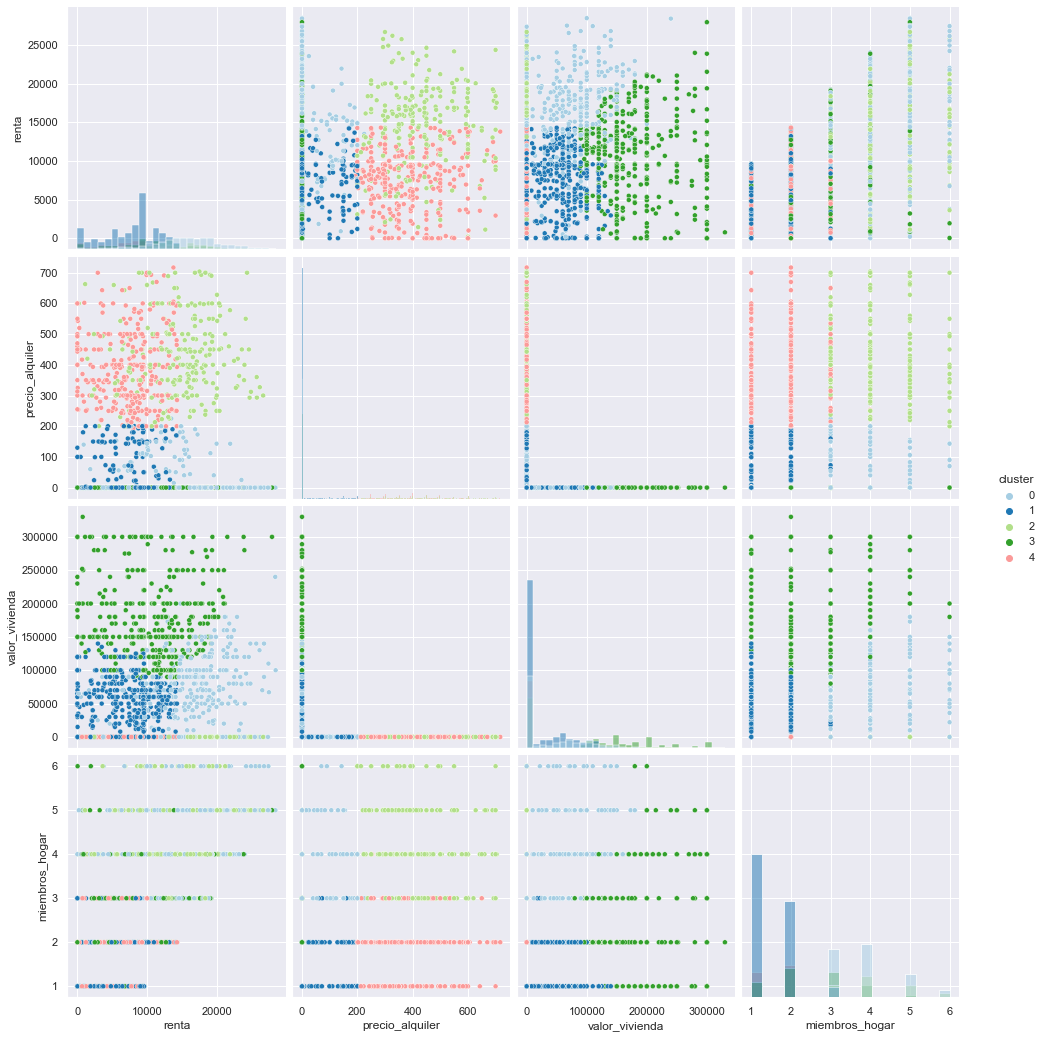 25000
20000
15000
10000
5000
0
renta
700
600
500
400
300
200
100
0
precio_alquiler
cluster
0
1
2
3
4
300000
250000
200000
150000
100000
50000
0
valor_vivienda
6
5
4
3
2
1
miembros_hogar
0 10000 20000
renta
0 200 400 600
precio_alquiler
0 100000 200000 300000
valor_vivienda
1 2 3 4 5 6
miembros_hogar